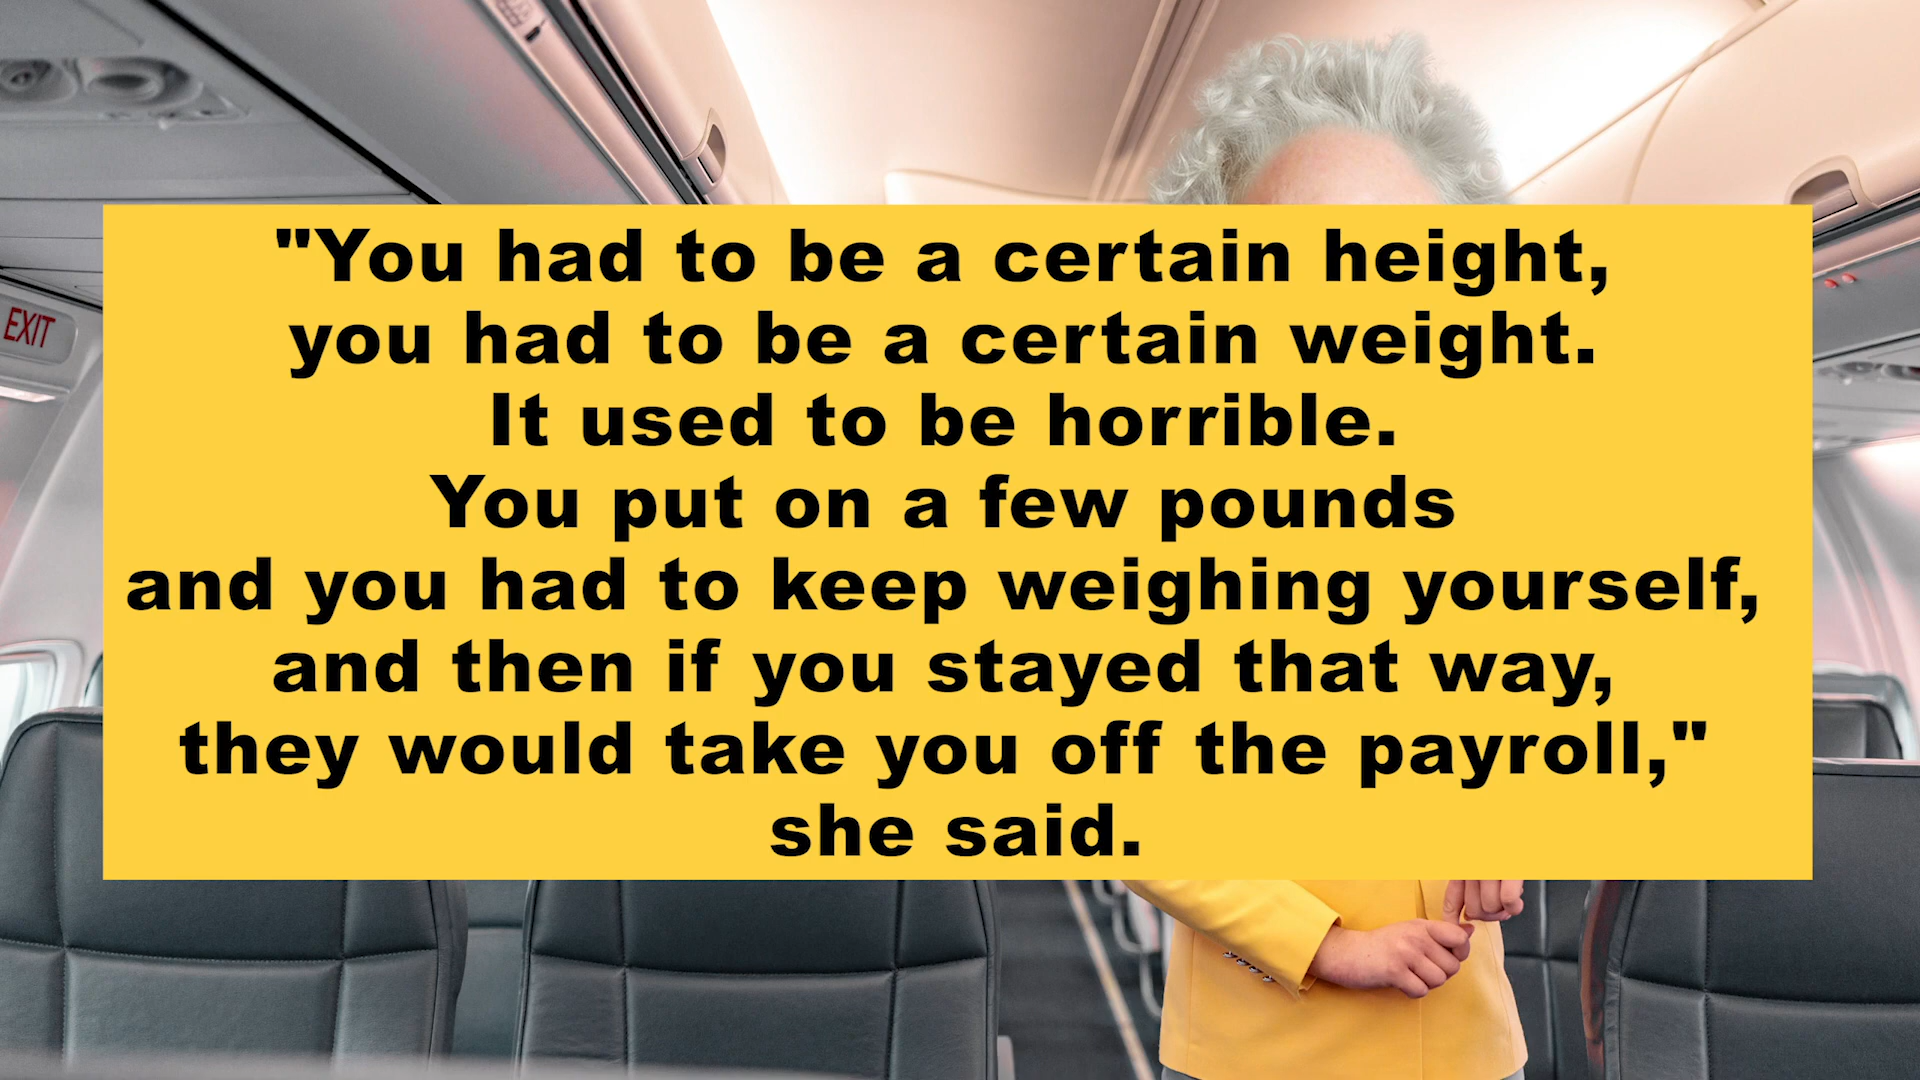 EXIT
"You had to be a certain height,
you had to be a certain weight.
It used to be horrible.
You put on a few pounds
and you had to keep weighing yourself,
and then if you stayed that way,
they would take you off the payroll,"
she said.